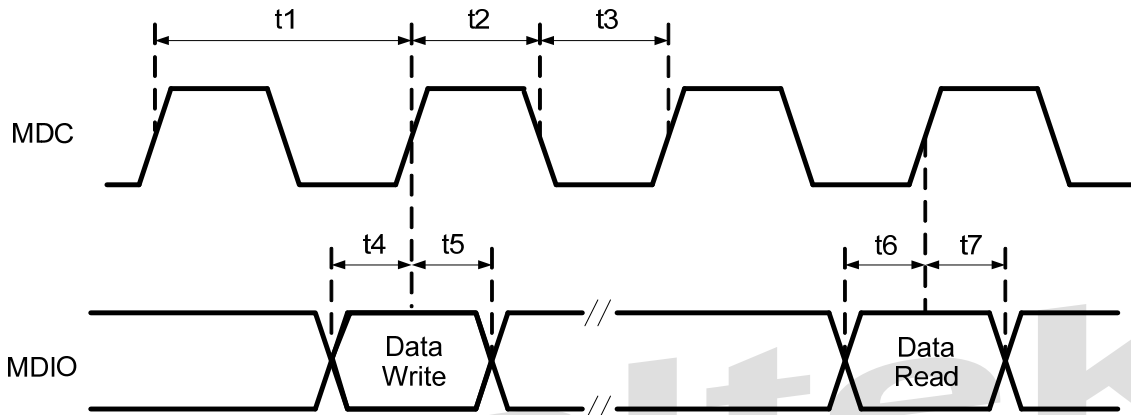 t1
t2
t3
MDC
t4
t5
t6
t7
MDIO
Data
Write
//
//
Data
Read